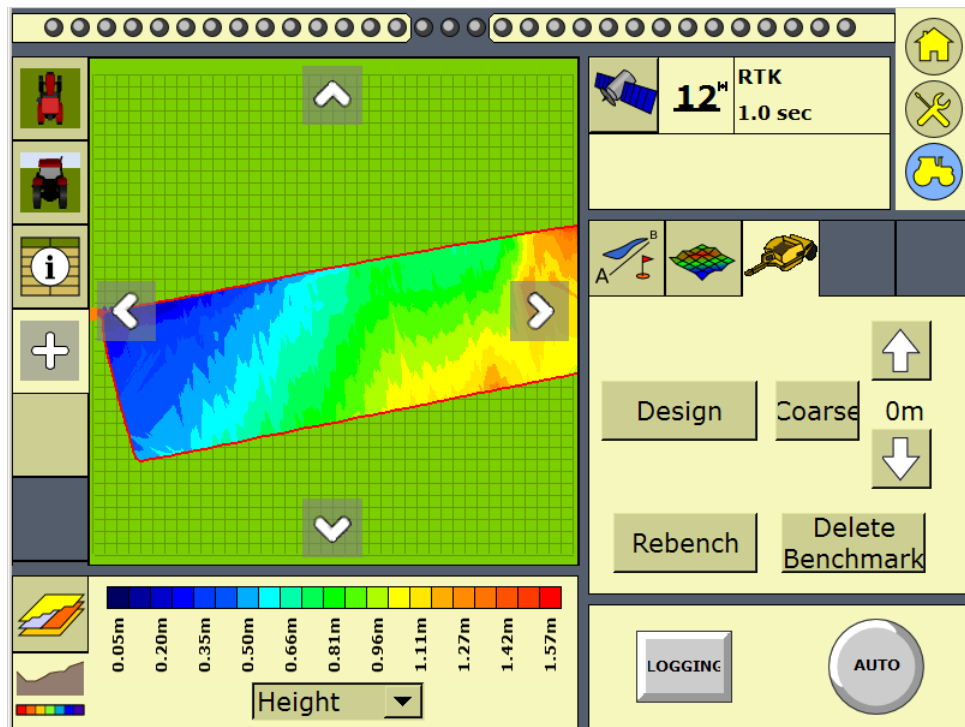 12
RTK
1.0 sec
i
A
B
Design
Coarse
0m
Rebench
Delete
Benchmark
0.05m
0.20m
0.35m
0.50m
0.66m
0.81m
0.96m
1.11m
1.27m
1.42m
1.57m
Height
LOGGING
AUTO